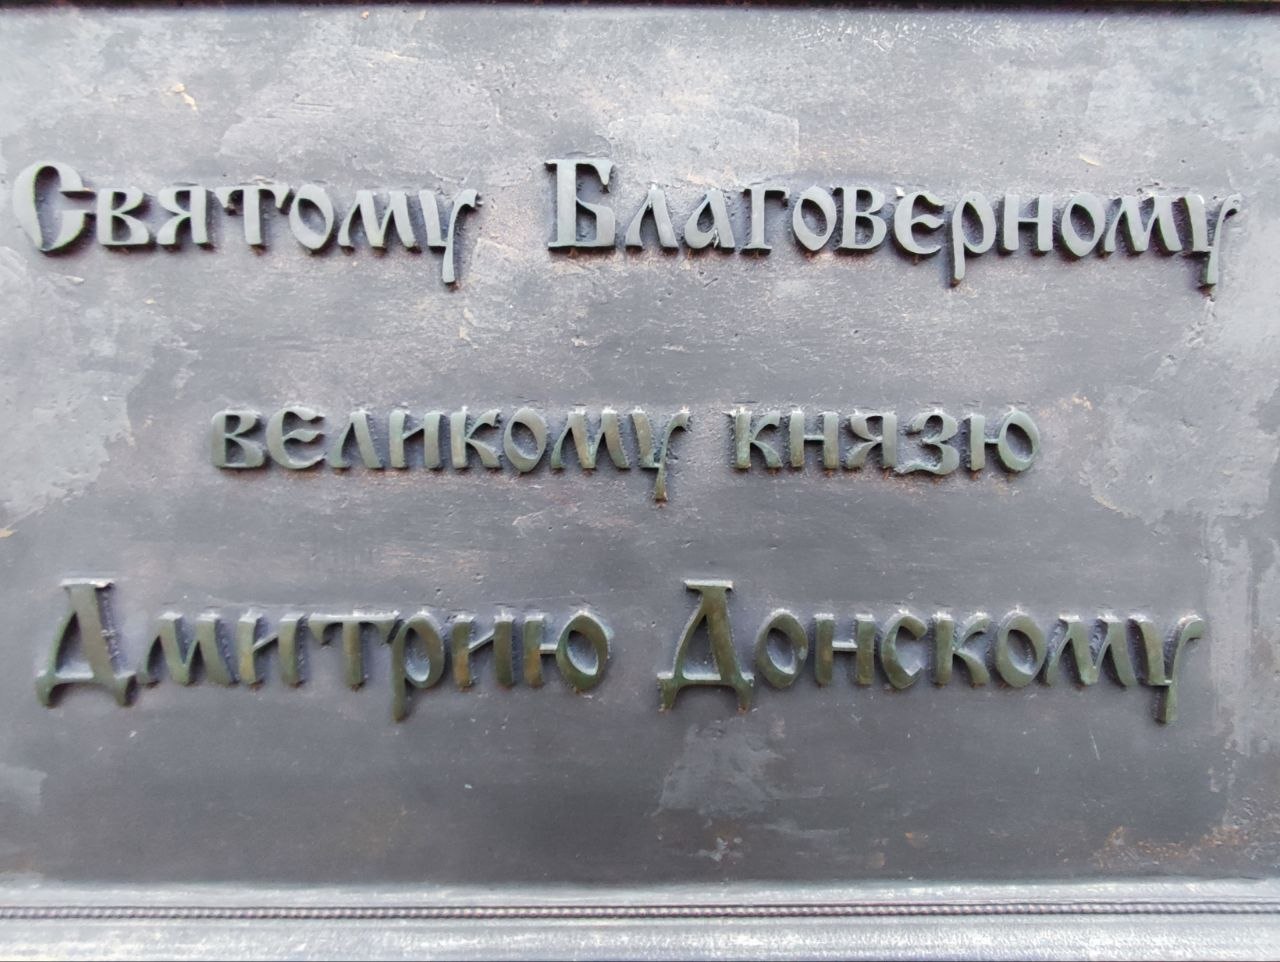 Святому Благоверному
великому князю
Дмитрию Донскому